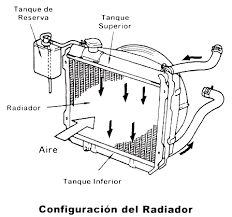 Tanque de
Reserva
Tanque
Superior
Radiador
Aire
Tanque Inferior
Configuración del Radiador